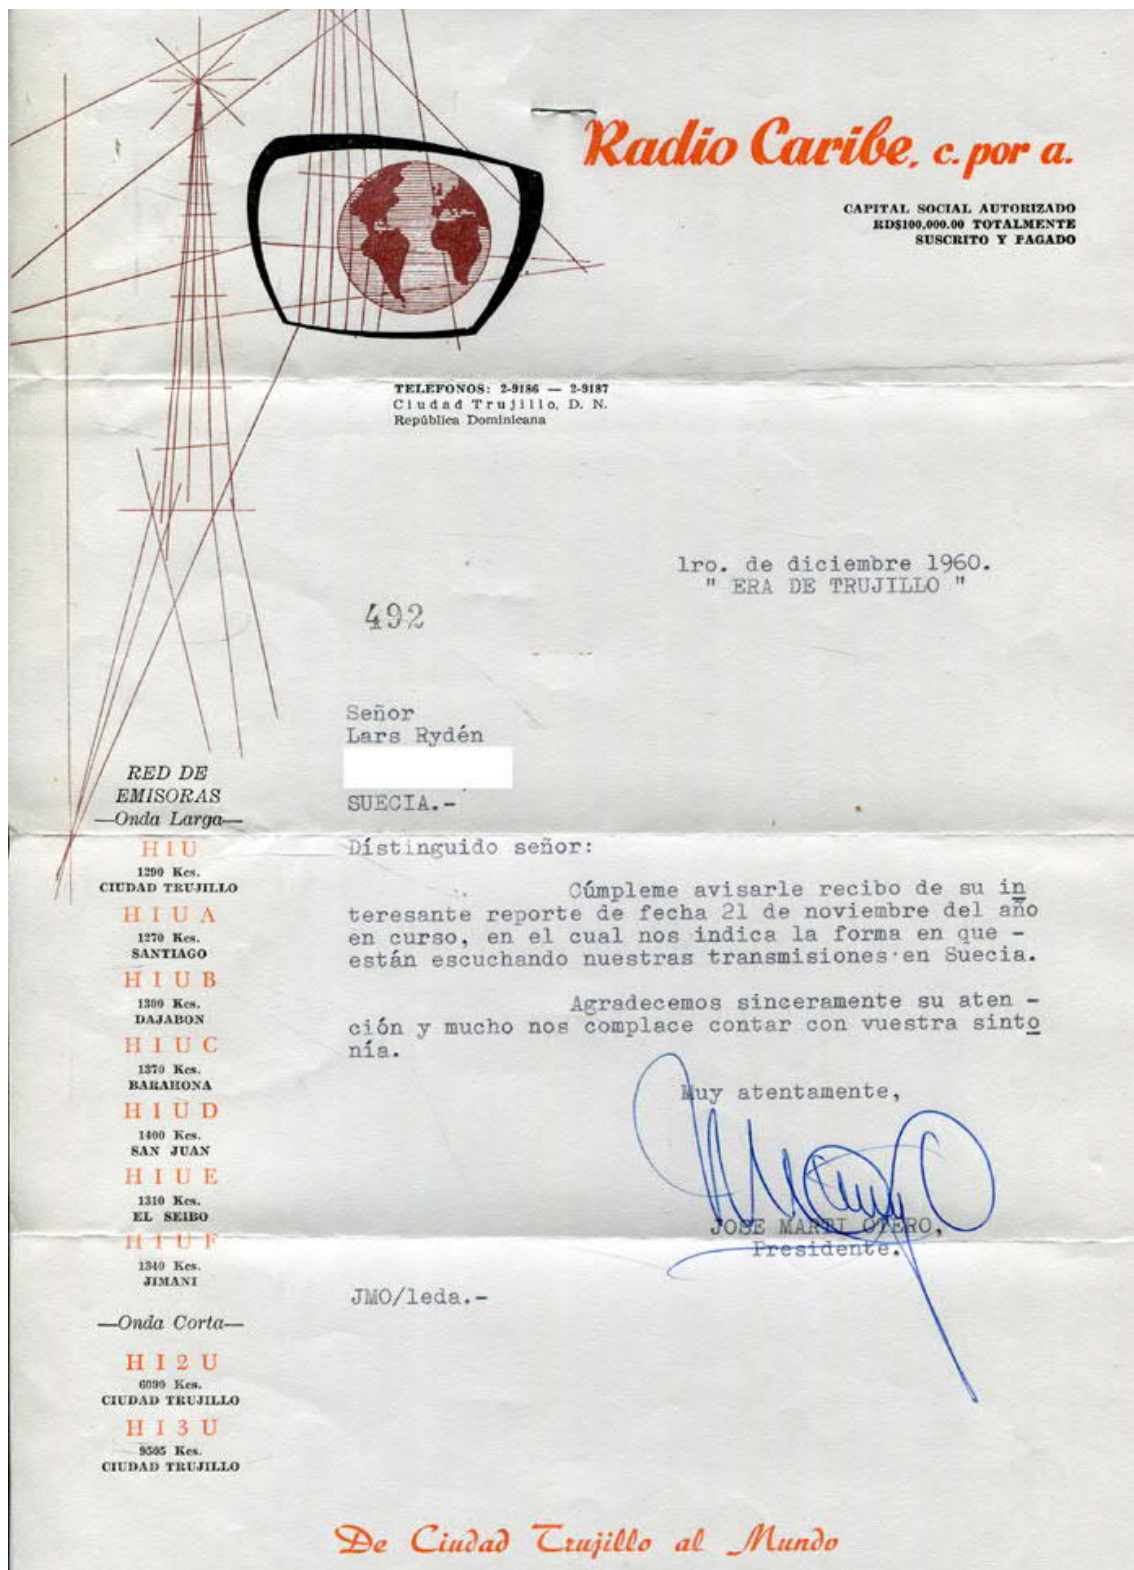 Radio Caribe, c. por a.
CAPITAL SOCIAL AUTORIZADO
RD$100,000.00 TOTALMENTE
SUSCRITO Y PAGADO
TELEFONOS: 2-9186 — 2-9187
Ciudad Trujillo, D. N.
República Dominicana
1ro. de diciembre 1960.
" ERA DE TRUJILLO "
492
Señor
Lars Rydén
SUECIA.-
Dístinguido señor:
Cúmpleme avisarle recibo de su in
teresante reporte de fecha 21 de noviembre del año
en curso, en el cual nos indica la forma en que -
están escuchando nuestras transmisiones en Suecia.
Agradecemos sinceramente su aten -
ción y mucho nos complace contar con vuestra sinto
nía.
Muy atentamente,
JOSE MARTI OTERO,
Presidente.
JMO/leda.-
RED DE
EMISORAS
—Onda Larga—
HIU
1290 Kcs.
CIUDAD TRUJILLO
HIUA
1270 Kcs.
SANTIAGO
HIUB
1300 Kcs.
DAJABON
HIUC
1370 Kcs.
BARAHONA
HIUD
1400 Kcs.
SAN JUAN
HIUE
1310 Kcs.
EL SEIBO
HIUF
1340 Kcs.
JIMANI
—Onda Corta—
HI2U
6090 Kcs.
CIUDAD TRUJILLO
HI3U
9505 Kcs.
CIUDAD TRUJILLO
De Ciudad Trujillo al Mundo